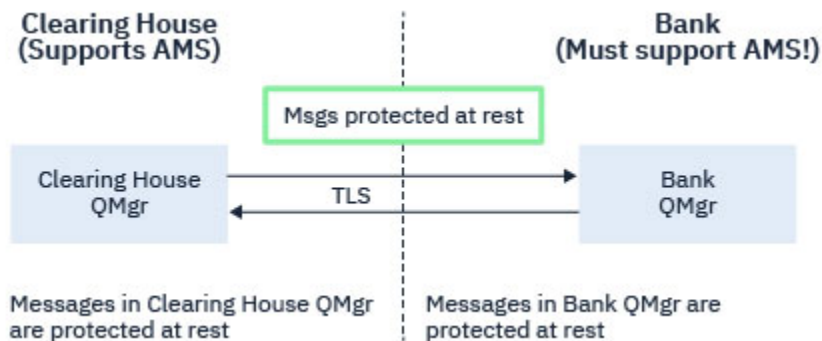 Clearing House
(Supports AMS)
Bank
(Must support AMS!)
Msgs protected at rest
Clearing House
QMgr
TLS
Bank
QMgr
Messages in Clearing House QMgr
are protected at rest
Messages in Bank QMgr are
protected at rest